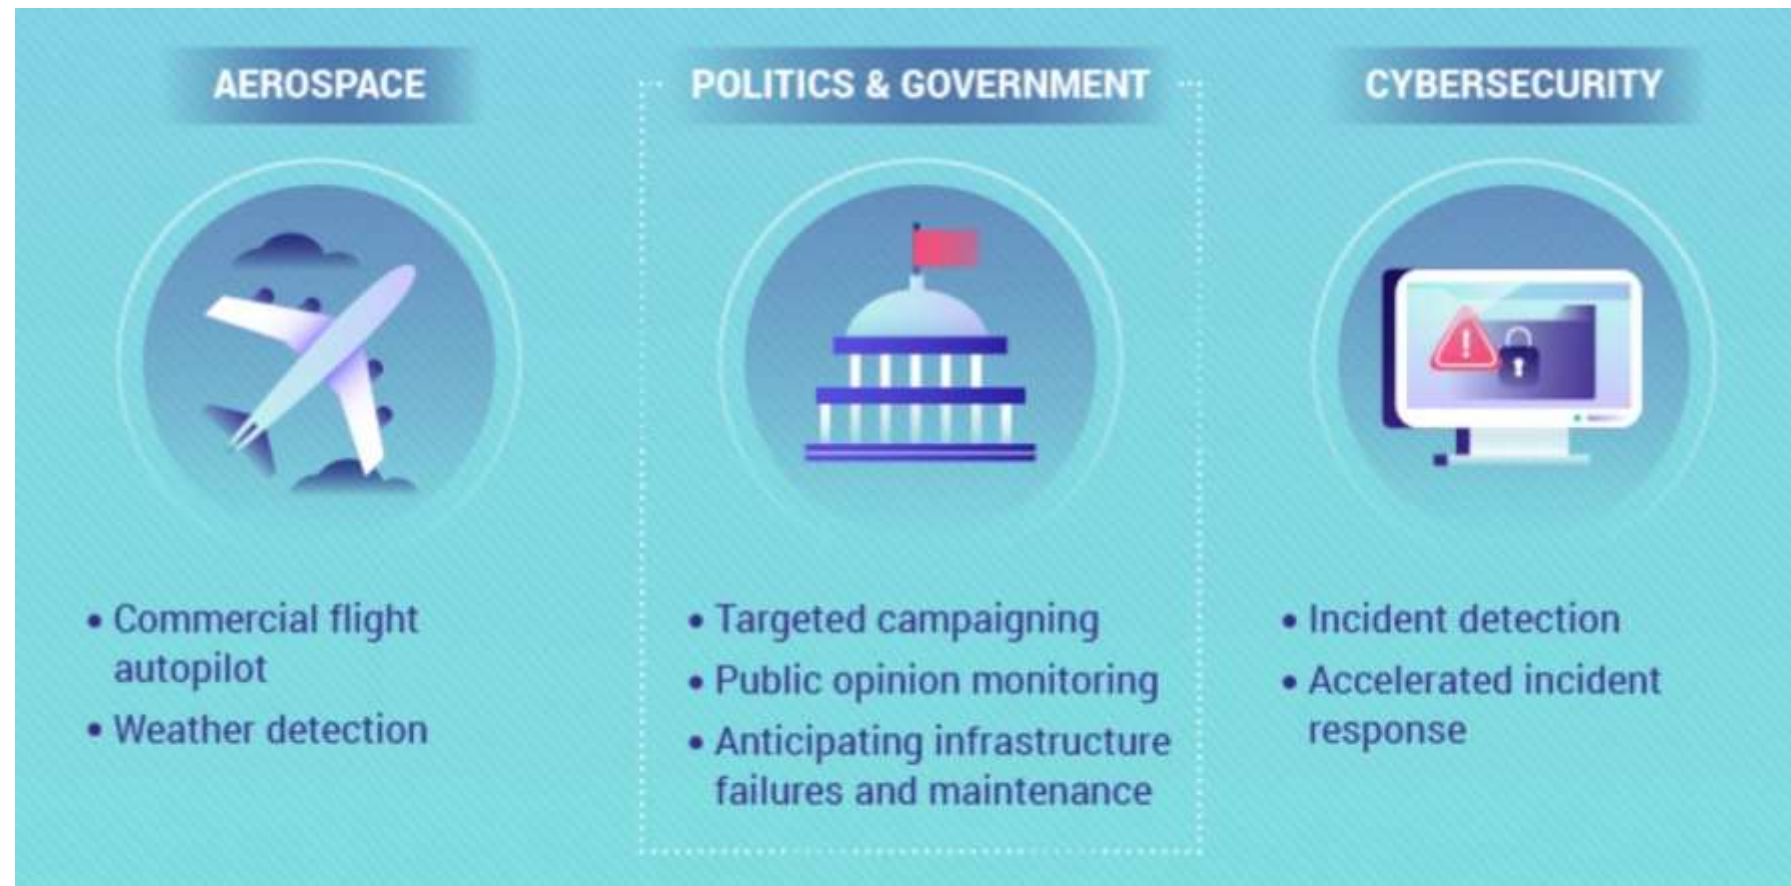 AEROSPACE
• Commercial flight
autopilot
• Weather detection
POLITICS & GOVERNMENT
• Targeted campaigning
• Public opinion monitoring
• Anticipating infrastructure
failures and maintenance
CYBERSECURITY
• Incident detection
• Accelerated incident
response